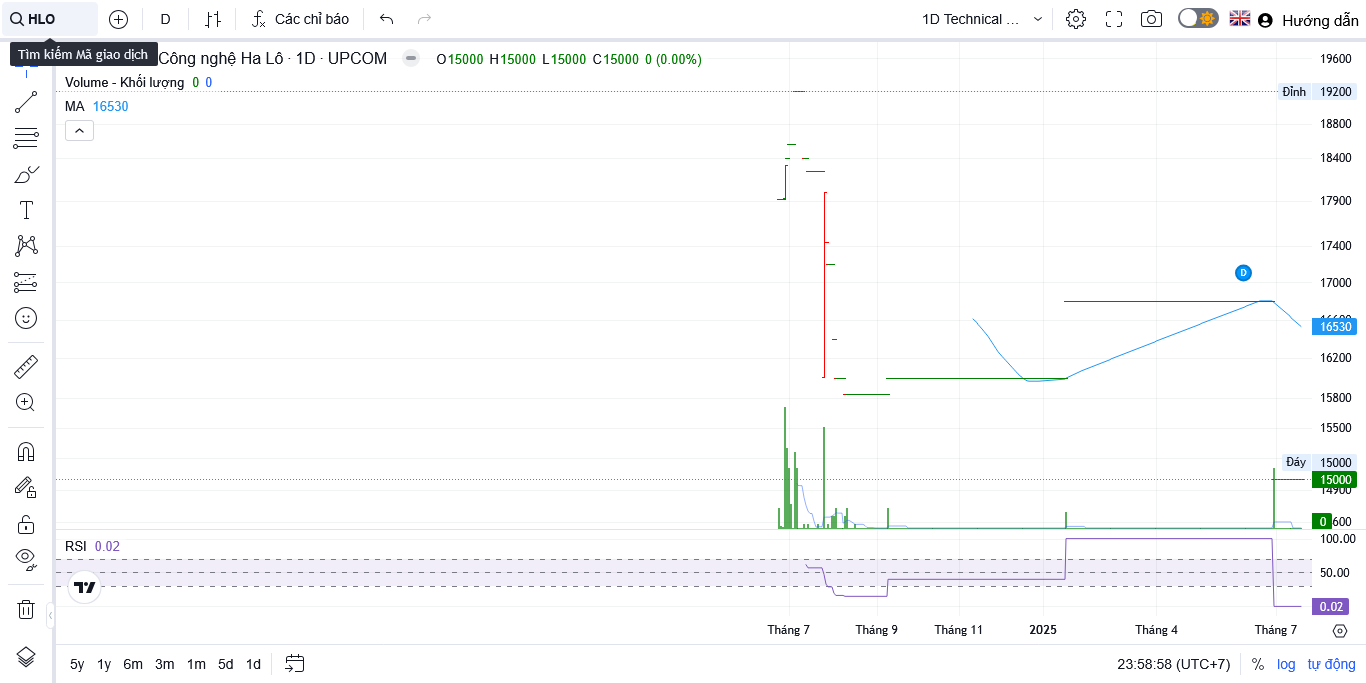 HLO
D
Các chỉ báo
1D Technical ...
Hướng dẫn
Tìm kiếm Mã giao dịch
Công nghệ Ha Lô · 1D · UPCOM
O15000 H15000 L15000 C15000 0 (0.00%)
Volume - Khối lượng 0 0
MA 16530
19600
Đỉnh 19200
18800
18400
17900
17400
D
17000
16600
16530
16200
15800
15500
Đáy 15000
15000
14900
0
600
RSI 0.02
100.00
50.00
0.02
Tháng 7
Tháng 9
Tháng 11
2025
Tháng 4
Tháng 7
5y 1y 6m 3m 1m 5d 1d
23:58:58 (UTC+7)
% log tự động